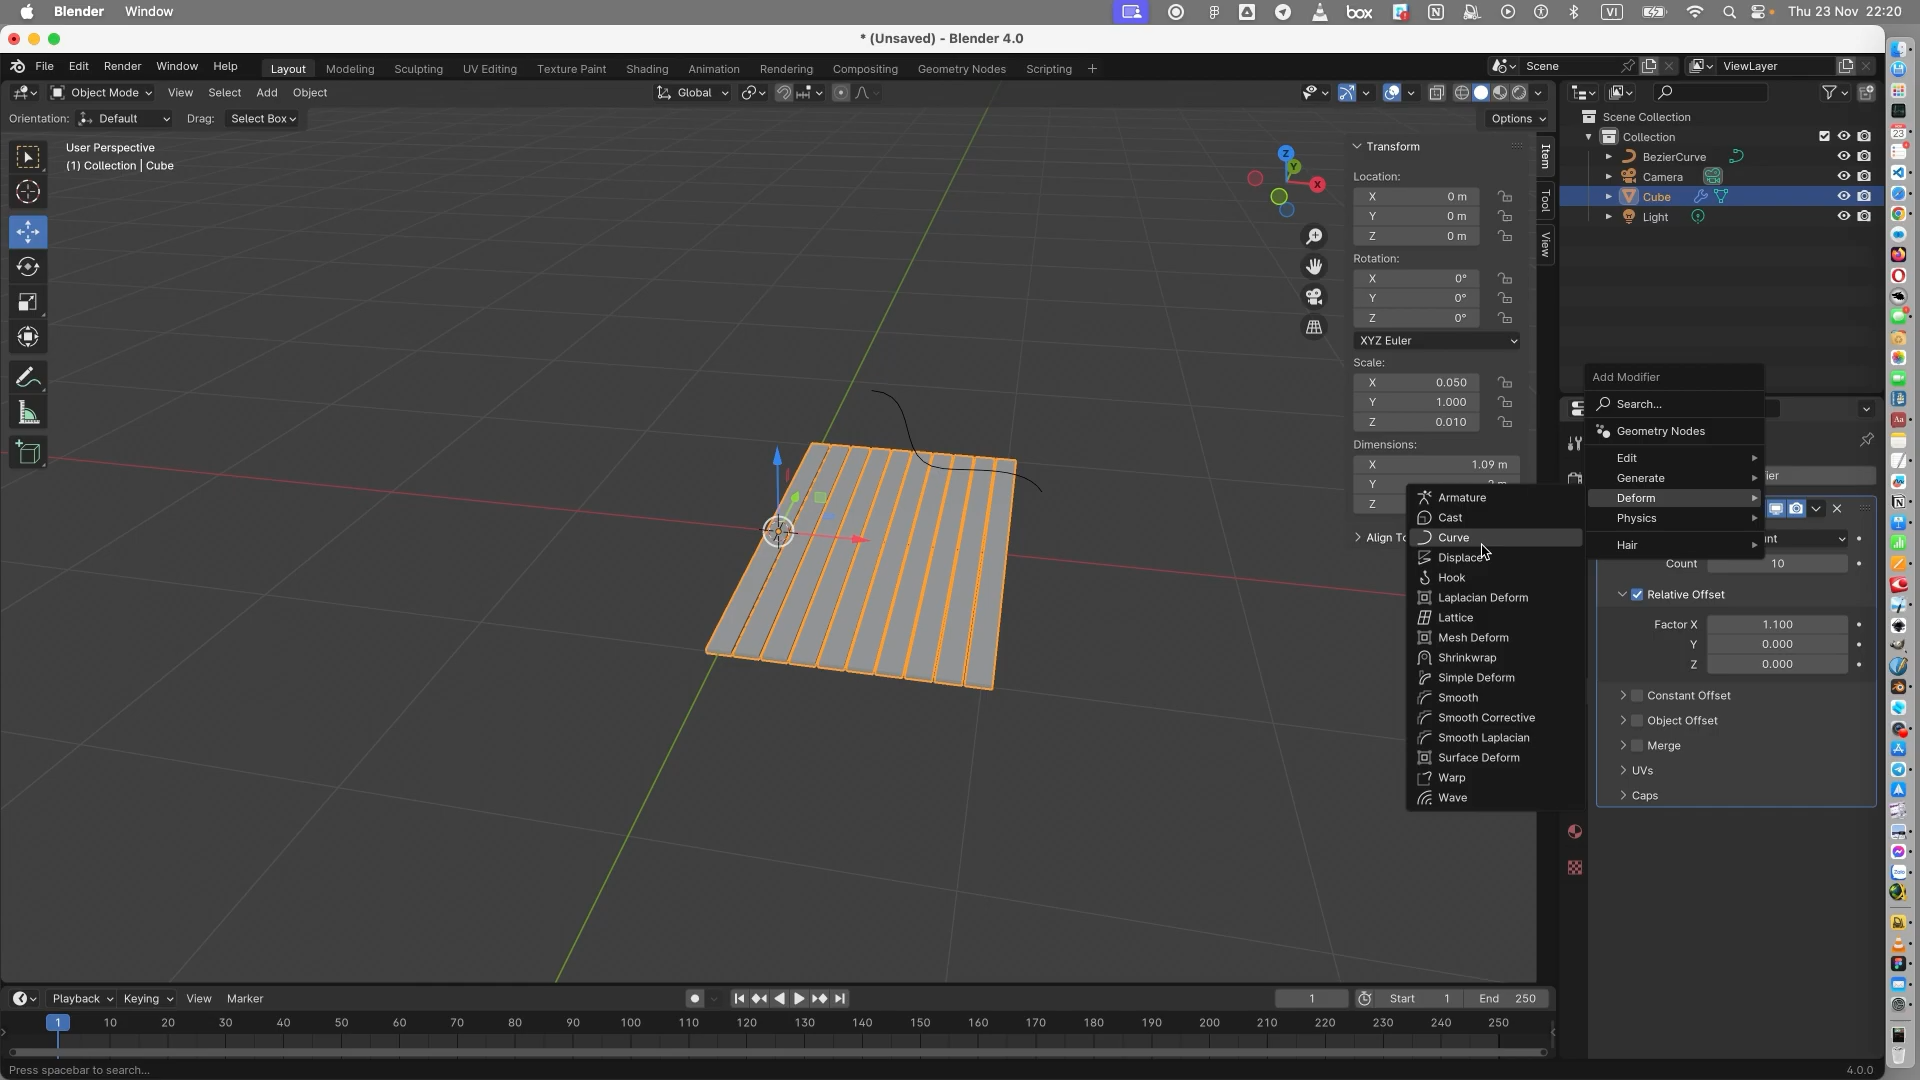 Blender Window
box N VI Thu 23 Nov 22:20
* (Unsaved) - Blender 4.0
File Edit Render Window Help Layout Modeling Sculpting UV Editing Texture Paint Shading Animation Rendering Compositing Geometry Nodes Scripting + Scene ViewLayer
Object Mode View Select Add Object Global
Orientation: Default Drag: Select Box Options
User Perspective
(1) Collection | Cube
Z
Y
X
Item
Tool
View
Transform
Location:
X 0 m
Y 0 m
Z 0 m
Rotation:
X 0°
Y 0°
Z 0°
XYZ Euler
Scale:
X 0.050
Y 1.000
Z 0.010
Dimensions:
X 1.09 m
Y
Z
Align To
Scene Collection
Collection
BezierCurve
Camera
Cube
Light
Add Modifier
Search...
Geometry Nodes
Edit
Generate
Deform
Physics
Hair
Armature
Cast
Curve
Displace
Hook
Laplacian Deform
Lattice
Mesh Deform
Shrinkwrap
Simple Deform
Smooth
Smooth Corrective
Smooth Laplacian
Surface Deform
Warp
Wave
Count 10
Relative Offset
Factor X 1.100
Y 0.000
Z 0.000
Constant Offset
Object Offset
Merge
UVs
Caps
Playback Keying View Marker 1 Start 1 End 250
1 10 20 30 40 50 60 70 80 90 100 110 120 130 140 150 160 170 180 190 200 210 220 230 240 250
Press spacebar to search... 4.0.0